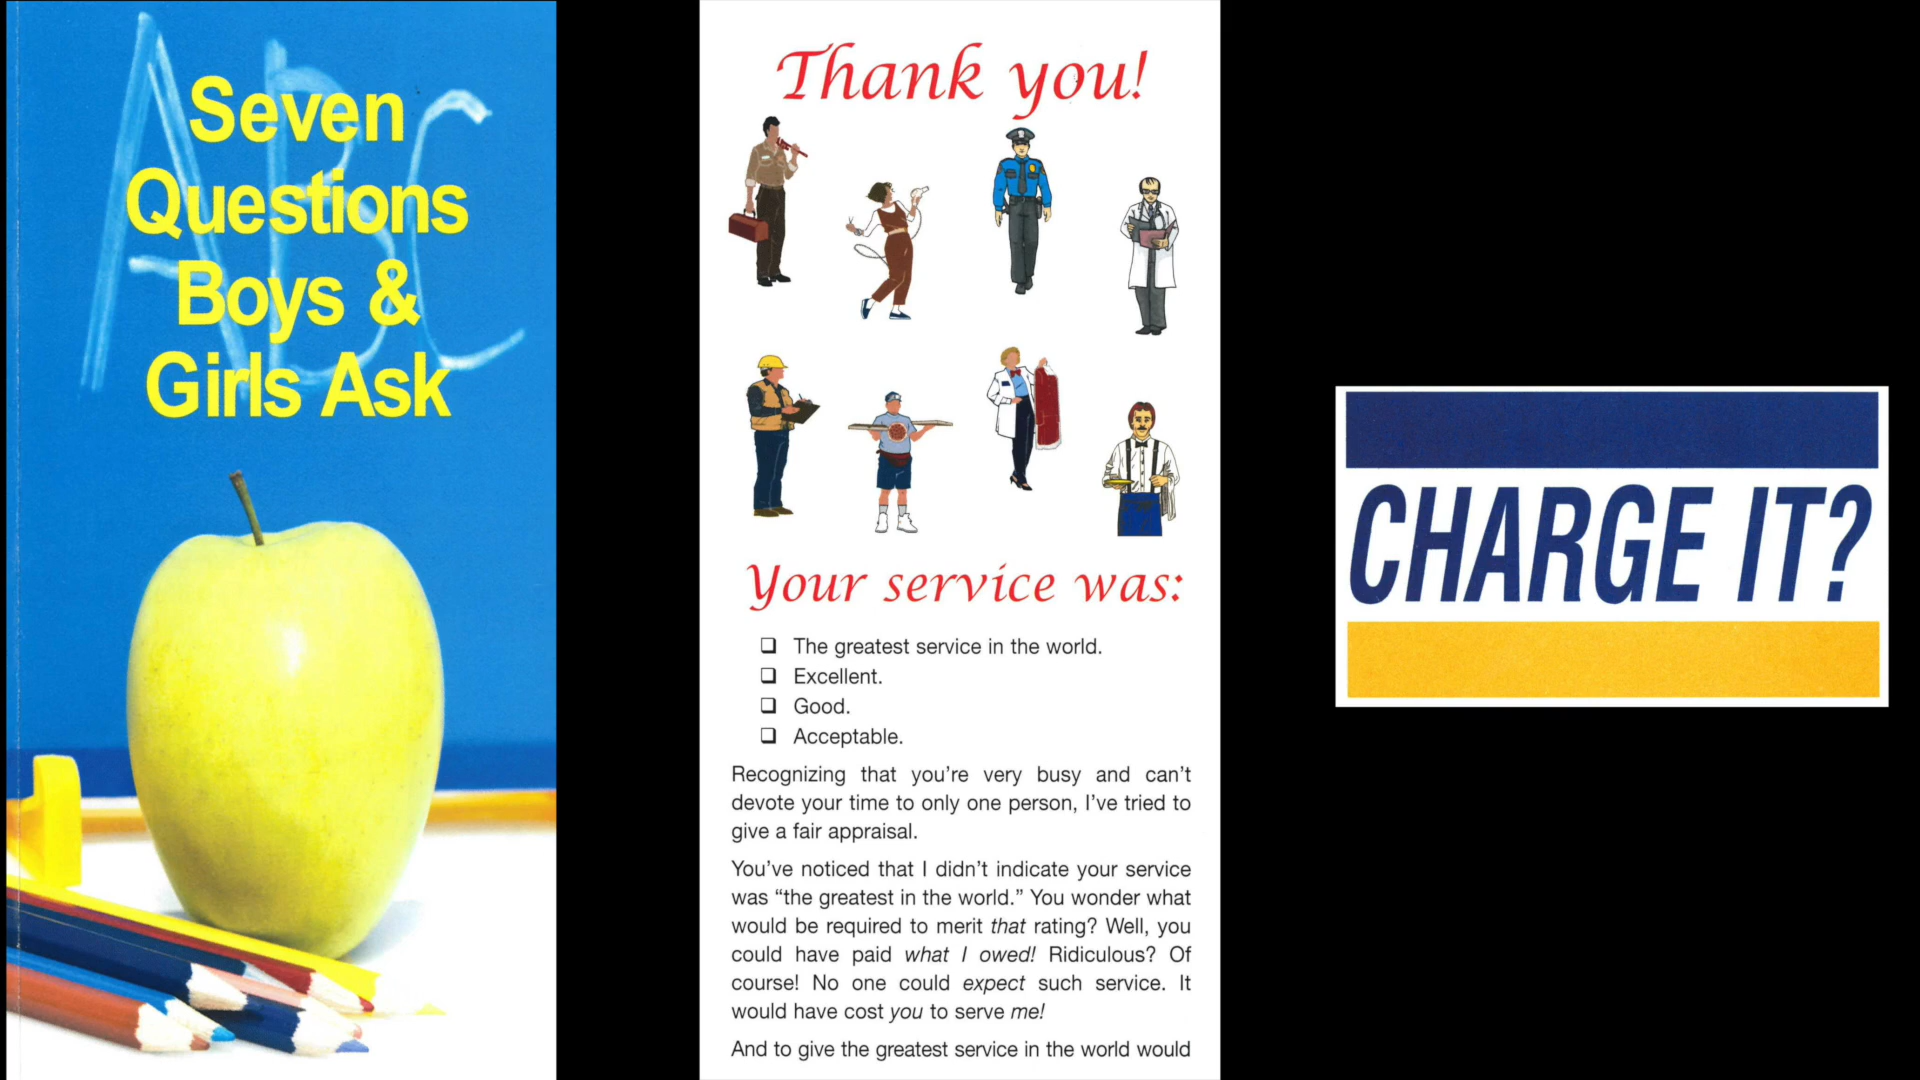 ABC
Seven
Questions
Boys &
Girls Ask
Thank you!
Your service was:
❑ The greatest service in the world.
❑ Excellent.
❑ Good.
❑ Acceptable.
Recognizing that you’re very busy and can’t
devote your time to only one person, I’ve tried to
give a fair appraisal.
You’ve noticed that I didn’t indicate your service
was “the greatest in the world.” You wonder what
would be required to merit that rating? Well, you
could have paid what I owed! Ridiculous? Of
course! No one could expect such service. It
would have cost you to serve me!
And to give the greatest service in the world would
CHARGE IT?